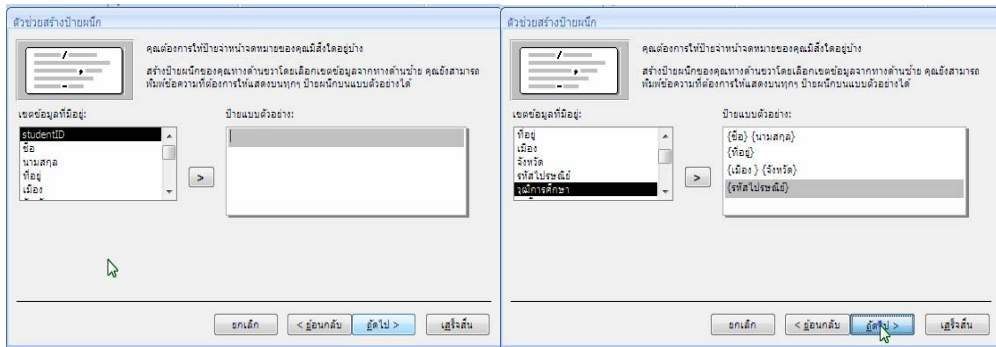 ตัวช่วยสร้างป้ายผนึก
คุณต้องการให้ป้ายจ่าหน้าจดหมายของคุณมีสิ่งใดอยู่บ้าง
สร้างป้ายผนึกของคุณทางด้านขวาโดยเลือกเขตข้อมูลจากทางด้านซ้าย คุณยังสามารถ
พิมพ์ข้อความที่ต้องการให้แสดงบนทุกๆ ป้ายผนึกบนแบบตัวอย่างได้
เขตข้อมูลที่มีอยู่:
ป้ายแบบตัวอย่าง:
studentID
ชื่อ
นามสกุล
ที่อยู่
เมือง
>
ยกเลิก
< ย้อนกลับ
ถัดไป >
เสร็จสิ้น
ตัวช่วยสร้างป้ายผนึก
คุณต้องการให้ป้ายจ่าหน้าจดหมายของคุณมีสิ่งใดอยู่บ้าง
สร้างป้ายผนึกของคุณทางด้านขวาโดยเลือกเขตข้อมูลจากทางด้านซ้าย คุณยังสามารถ
พิมพ์ข้อความที่ต้องการให้แสดงบนทุกๆ ป้ายผนึกบนแบบตัวอย่างได้
เขตข้อมูลที่มีอยู่:
ป้ายแบบตัวอย่าง:
ที่อยู่
เมือง
จังหวัด
รหัสไปรษณีย์
วุฒิการศึกษา
>
{ชื่อ} {นามสกุล}
{ที่อยู่}
{เมือง } {จังหวัด}
{รหัสไปรษณีย์}
ยกเลิก
< ย้อนกลับ
ถัดไป >
เสร็จสิ้น